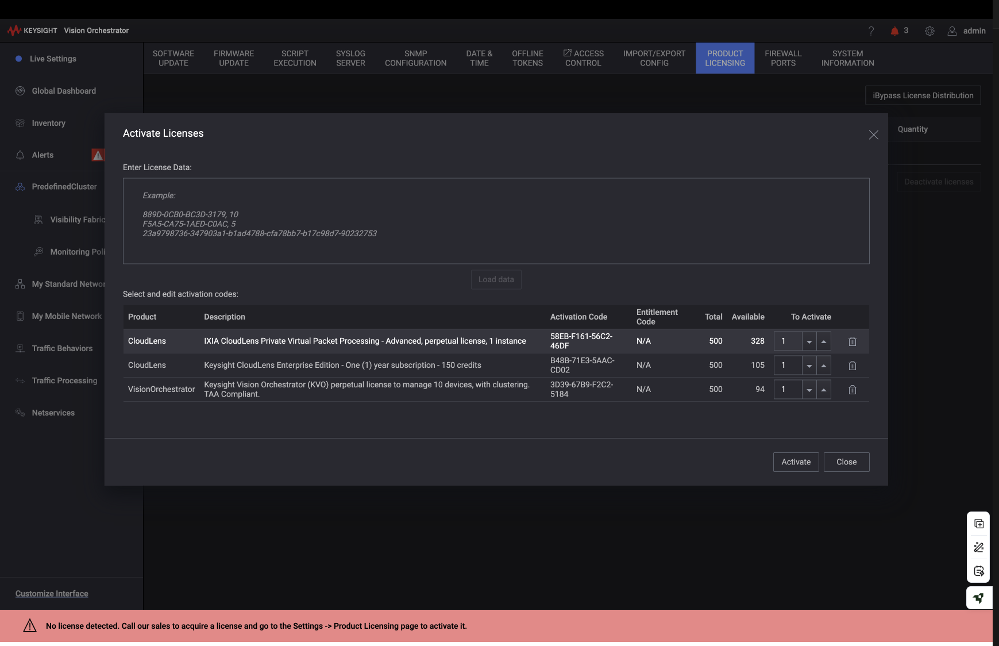 KEYSIGHT Vision Orchestrator
3
admin
Live Settings
Global Dashboard
Inventory
Alerts
PredefinedCluster
Visibility Fabric
Monitoring Poli
My Standard Networ
My Mobile Network
Traffic Behaviors
Traffic Processing
Netservices
Customize Interface
SOFTWARE
UPDATE
FIRMWARE
UPDATE
SCRIPT
EXECUTION
SYSLOG
SERVER
SNMP
CONFIGURATION
DATE &
TIME
OFFLINE
TOKENS
ACCESS
CONTROL
IMPORT/EXPORT
CONFIG
PRODUCT
LICENSING
FIREWALL
PORTS
SYSTEM
INFORMATION
iBypass License Distribution
Quantity
Deactivate licenses
Activate Licenses
Enter License Data:
Example:
889D-0CB0-BC3D-3179, 10
F5A5-CA75-1AED-C0AC, 5
23a9798736-347903a1-b1ad4788-cfa78bb7-b17c98d7-90232753
Load data
Select and edit activation codes:
Product Description Activation Code Entitlement Code Total Available To Activate
CloudLens IXIA CloudLens Private Virtual Packet Processing - Advanced, perpetual license, 1 instance 58EB-F161-56C2-
46DF N/A 500 328 1
CloudLens Keysight CloudLens Enterprise Edition - One (1) year subscription - 150 credits B48B-71E3-5AAC-
CD02 N/A 500 105 1
VisionOrchestrator Keysight Vision Orchestrator (KVO) perpetual license to manage 10 devices, with clustering.
TAA Compliant. 3D39-67B9-F2C2-
5184 N/A 500 94 1
Activate
Close
No license detected. Call our sales to acquire a license and go to the Settings -> Product Licensing page to activate it.